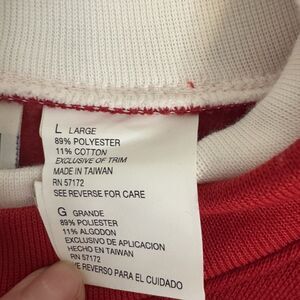 L LARGE
89% POLYESTER
11% COTTON
EXCLUSIVE OF TRIM
MADE IN TAIWAN
RN 57172
SEE REVERSE FOR CARE
G GRANDE
89% POLIESTER
11% ALGODON
EXCLUSIVO DE APLICACION
HECHO EN TAIWAN
RN 57172
REVERSO PARA EL CUIDADO